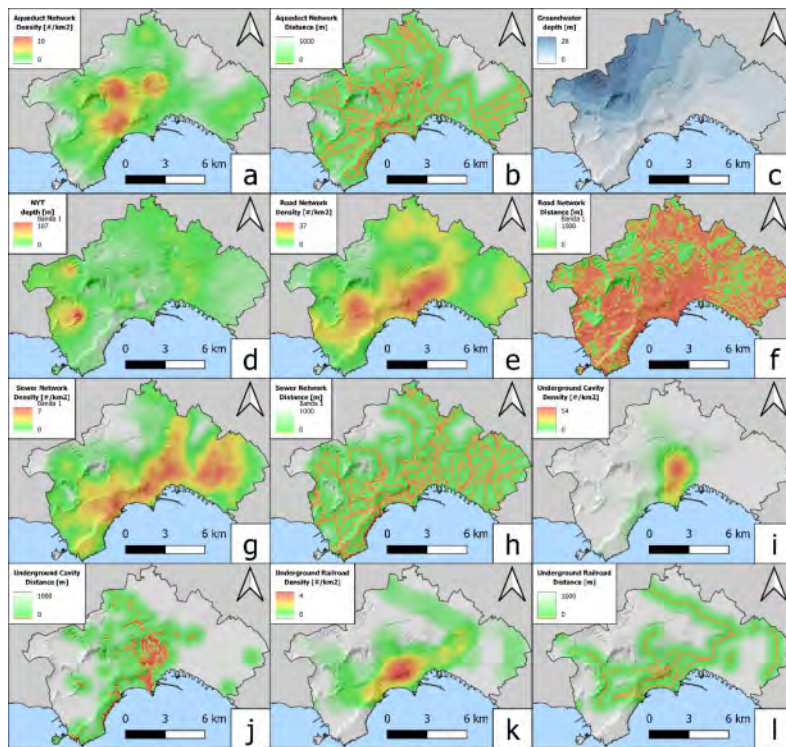 Aqueduct Network
Density [#/km2]
10
0
0 3 6 km
a
Aqueduct Network
Distance [m]
1000
0
0 3 6 km
b
Groundwater
depth [m]
28
0
0 3 6 km
c
NYT
depth [m]
Banda 1
187
0
0 3 6 km
d
Road Network
Density [#/km2]
37
0
0 3 6 km
e
Road Network
Distance [m]
Banda 1
1000
0
0 3 6 km
f
Sewer Network
Density [#/km2]
Banda 1
7
0
0 3 6 km
g
Sewer Network
Distance [m]
Banda 1
1000
0
0 3 6 km
h
Underground Cavity
Density [#/km2]
54
0
0 3 6 km
i
Underground Cavity
Distance [m]
1000
0
0 3 6 km
j
Underground Railroad
Density [#/km2]
4
0
0 3 6 km
k
Underground Railroad
Distance [m]
1000
0
0 3 6 km
l